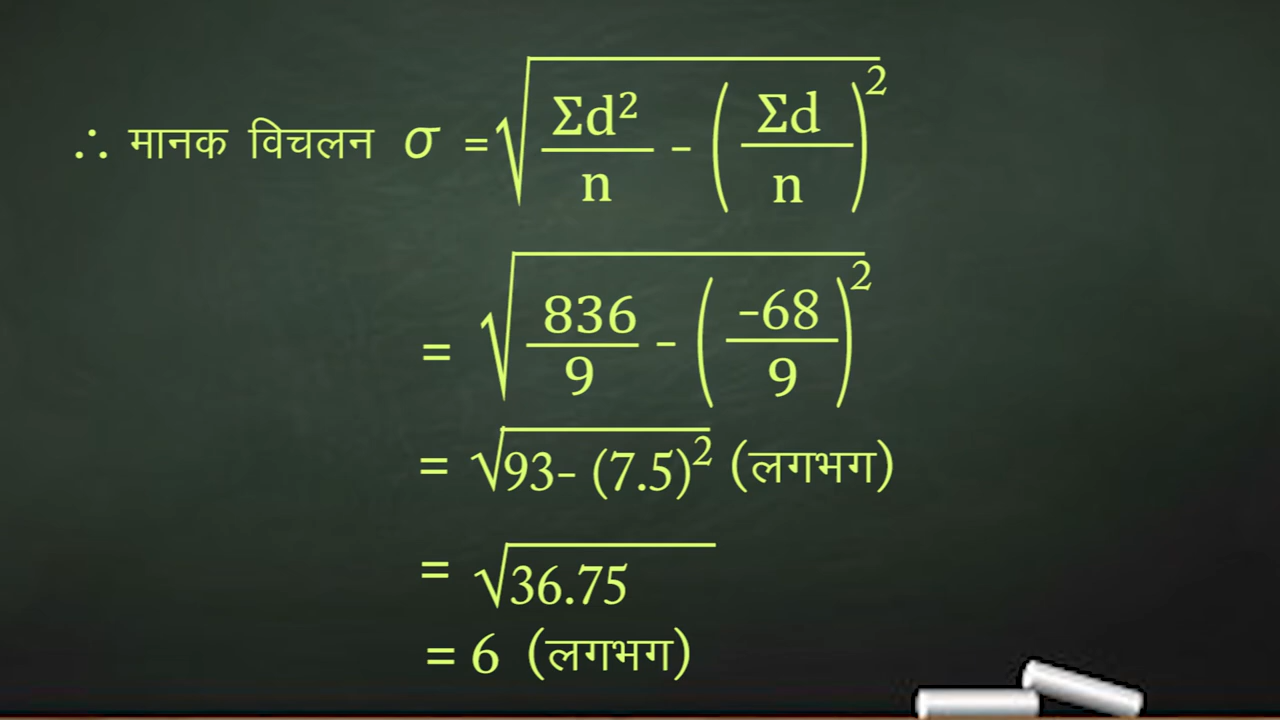 ∴ मानक विचलन σ = √(Σd²/n - (Σd/n)²)
= √(836/9 - (-68/9)²)
= √93- (7.5)² (लगभग)
= √36.75
= 6 (लगभग)